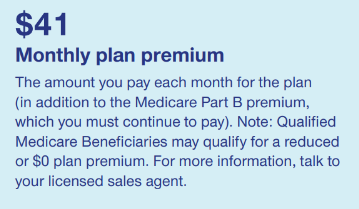 $41
Monthly plan premium
The amount you pay each month for the plan
(in addition to the Medicare Part B premium,
which you must continue to pay). Note: Qualified
Medicare Beneficiaries may qualify for a reduced
or $0 plan premium. For more information, talk to
your licensed sales agent.